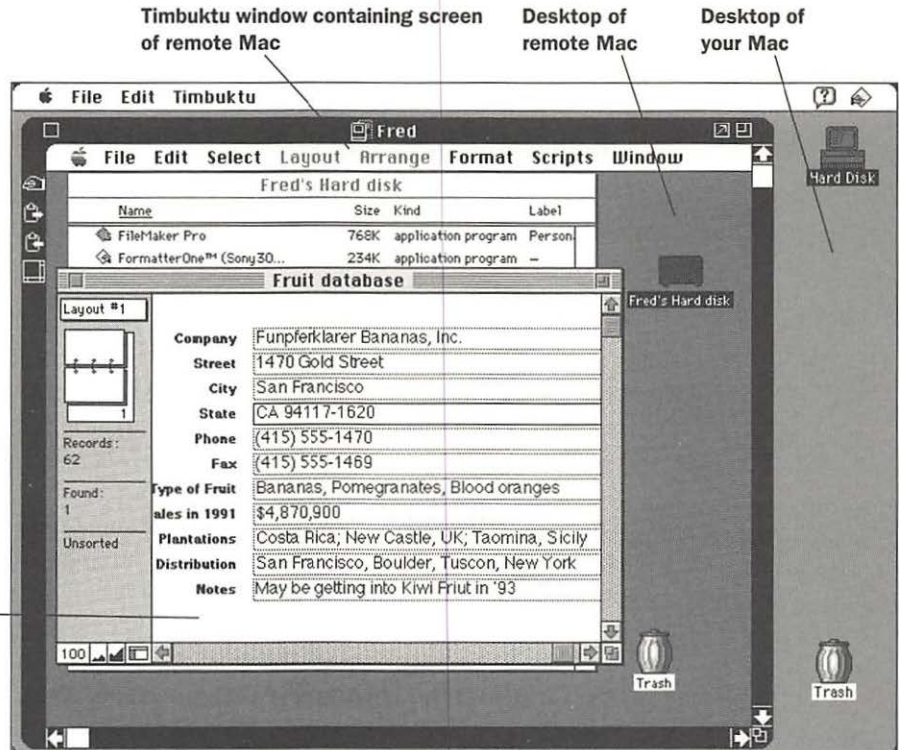 Timbuktu window containing screen
of remote Mac
Desktop of
remote Mac
Desktop of
your Mac
File Edit Timbuktu
Fred
File Edit Select Layout Arrange Format Scripts Window
Hard Disk
Fred's Hard disk
Name Size Kind Label
FileMaker Pro 768K application program Person
FormatterOne™ (Sony30... 234K application program –
Fred's Hard disk
Fruit database
Layout #1
1
Records:
62
Found:
1
Unsorted
Company Funpferklarer Bananas, Inc.
Street 1470 Gold Street
City San Francisco
State CA 94117-1620
Phone (415) 555-1470
Fax (415) 555-1469
Type of Fruit Bananas, Pomegranates, Blood oranges
ales in 1991 $4,870,900
Plantations Costa Rica; New Castle, UK; Taomina, Sicily
Distribution San Francisco, Boulder, Tuscon, New York
Notes May be getting into Kiwi Friut in '93
100
Trash
Trash